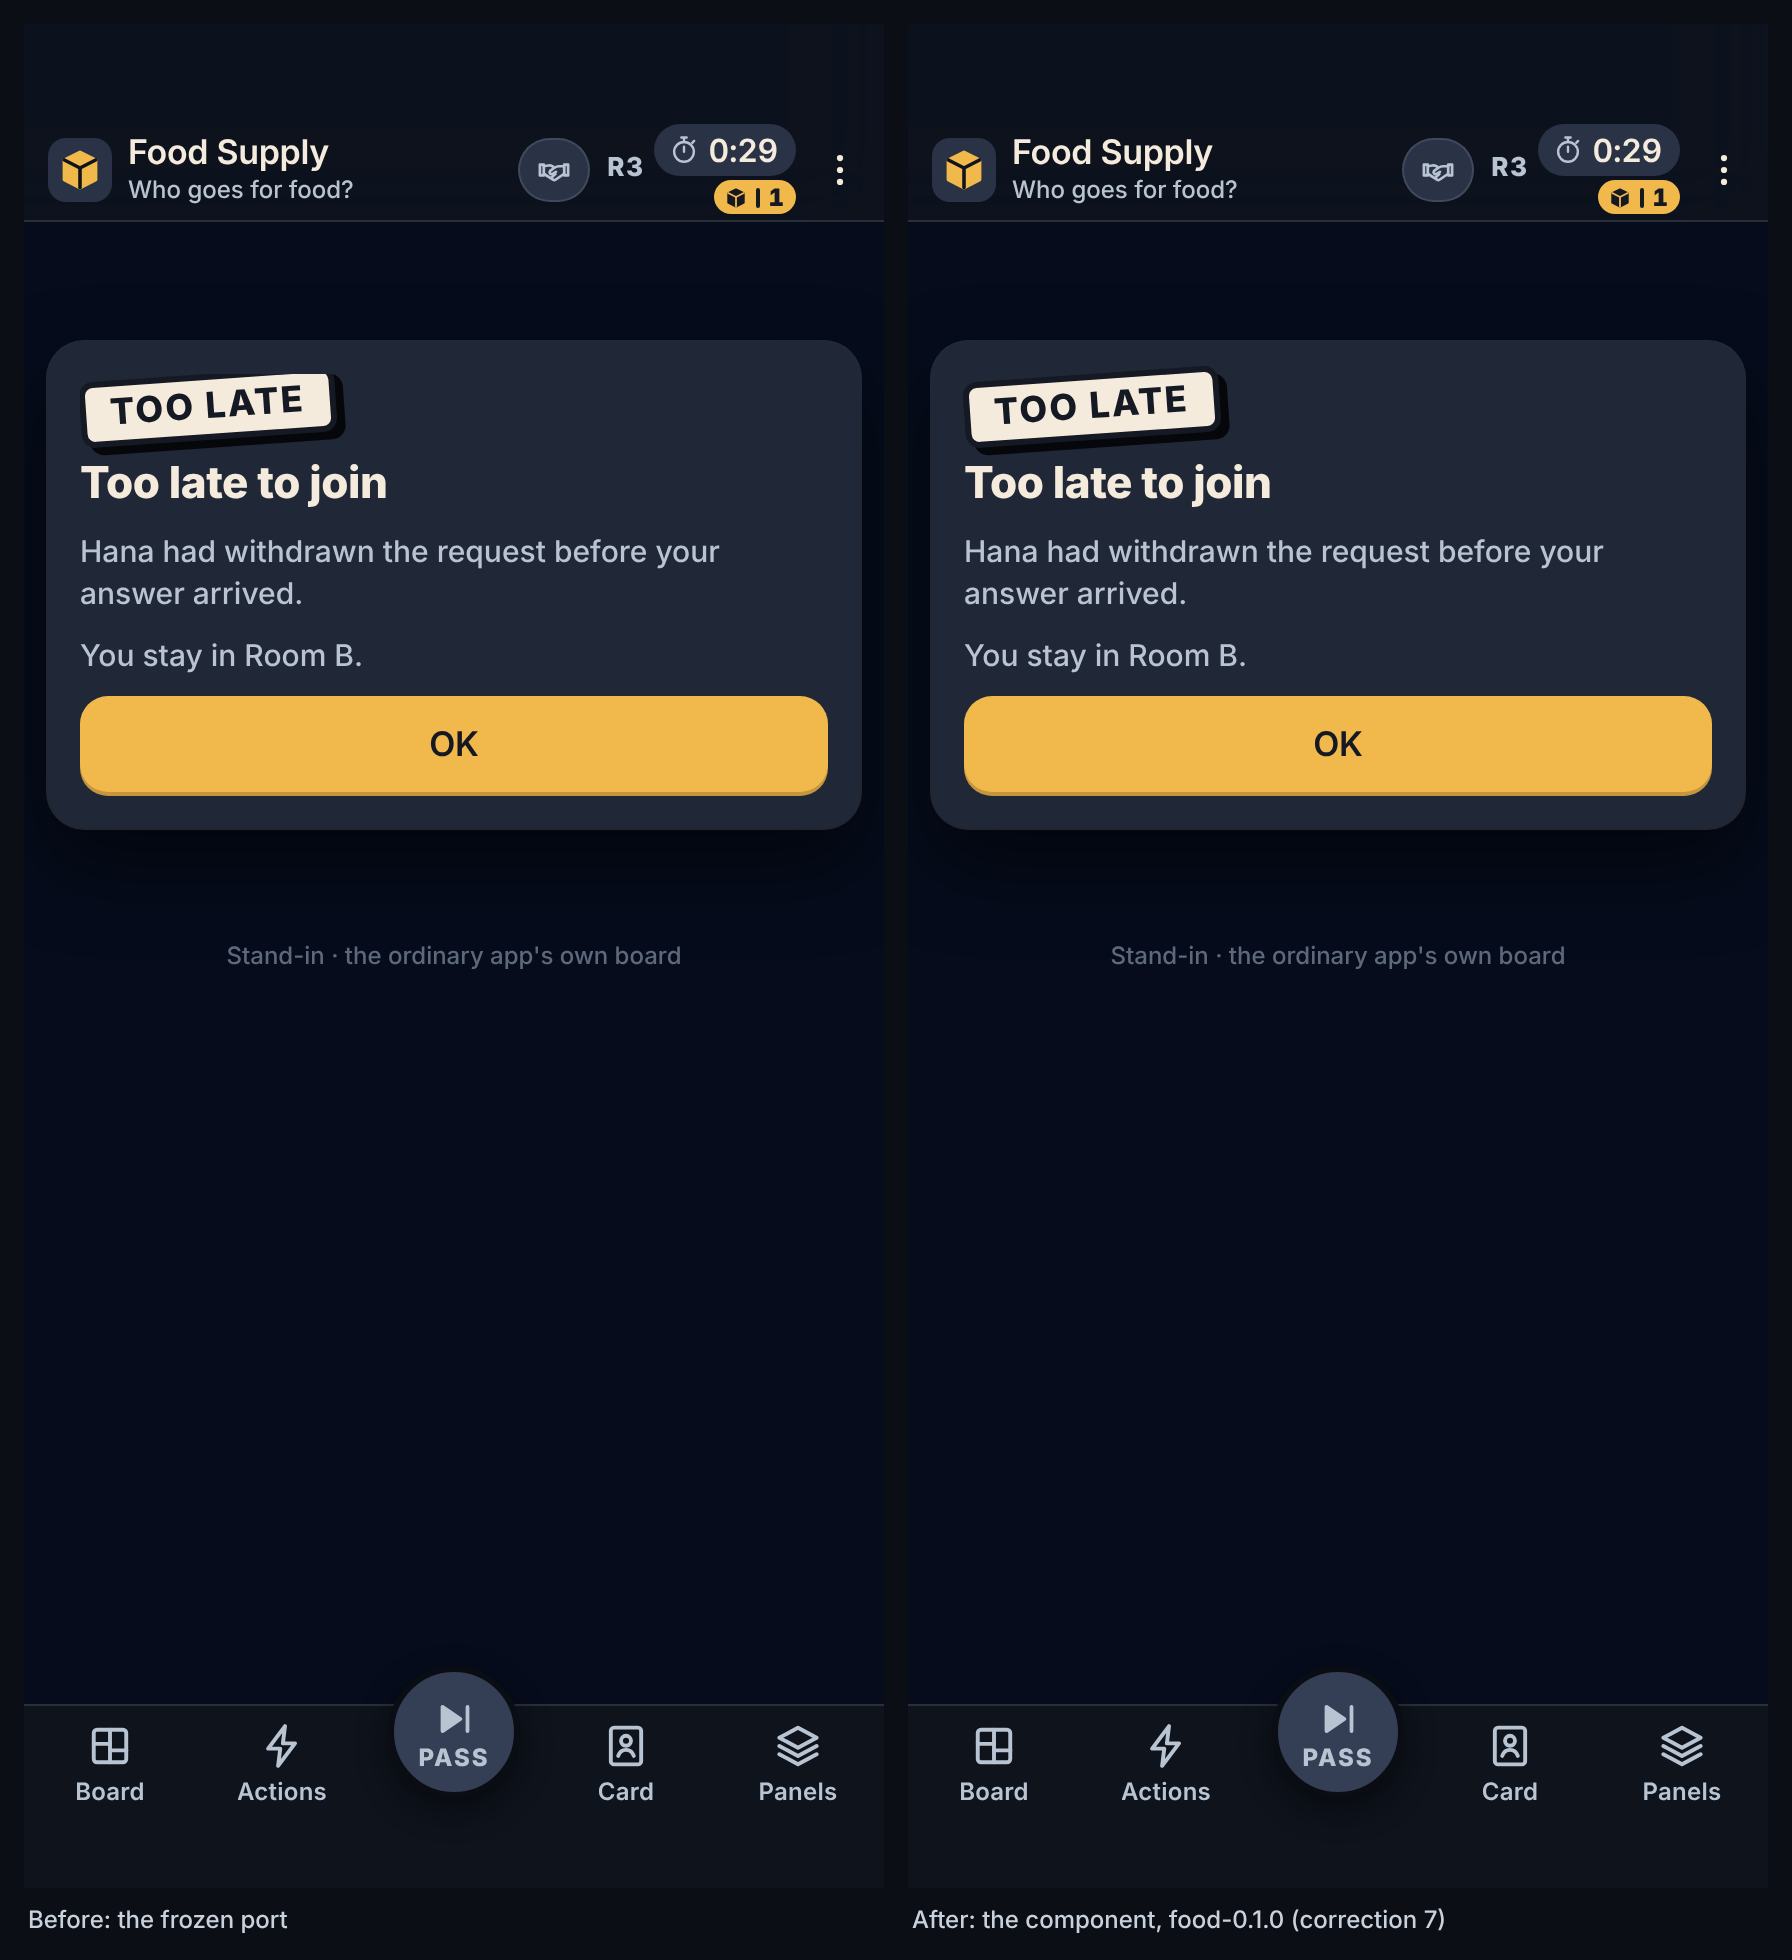 Food Supply
Who goes for food?
R3
0:29
1
TOO LATE
Too late to join
Hana had withdrawn the request before your
answer arrived.
You stay in Room B.
OK
Stand-in · the ordinary app's own board
PASS
Board
Actions
Card
Panels
Before: the frozen port
Food Supply
Who goes for food?
R3
0:29
1
TOO LATE
Too late to join
Hana had withdrawn the request before your
answer arrived.
You stay in Room B.
OK
Stand-in · the ordinary app's own board
PASS
Board
Actions
Card
Panels
After: the component, food-0.1.0 (correction 7)